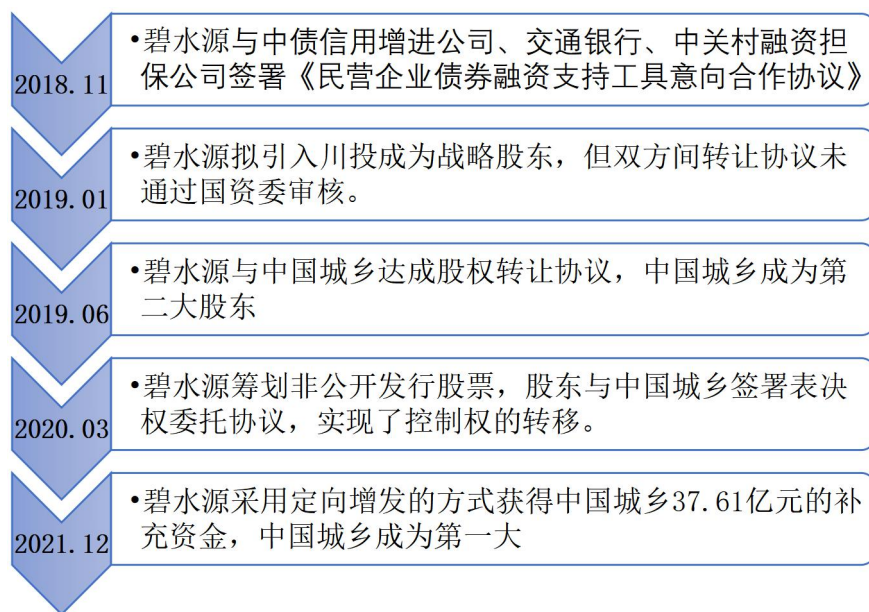 2018.11
•碧水源与中债信用增进公司、交通银行、中关村融资担
保公司签署《民营企业债券融资支持工具意向合作协议》
2019.01
•碧水源拟引入川投成为战略股东，但双方间转让协议未
通过国资委审核。
2019.06
•碧水源与中国城乡达成股权转让协议，中国城乡成为第
二大股东
2020.03
•碧水源筹划非公开发行股票，股东与中国城乡签署表决
权委托协议，实现了控制权的转移。
2021.12
•碧水源采用定向增发的方式获得中国城乡37.61亿元的补
充资金，中国城乡成为第一大